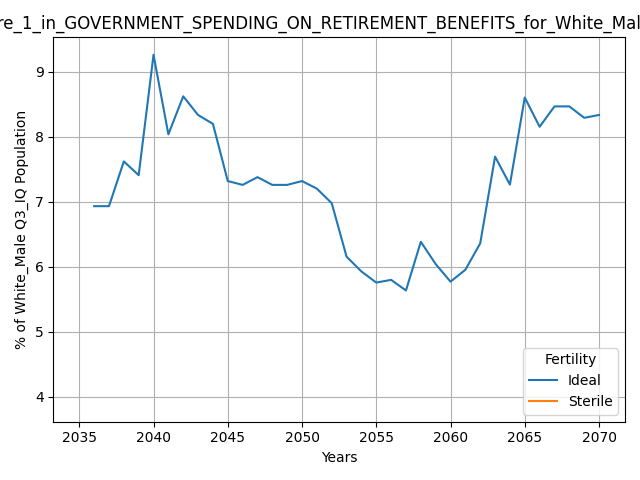 re_1_in_GOVERNMENT_SPENDING_ON_RETIREMENT_BENEFITS_for_White_Mal
9
8
7
6
5
4
% of White_Male Q3_IQ Population
Fertility
Ideal
Sterile
2035 2040 2045 2050 2055 2060 2065 2070
Years